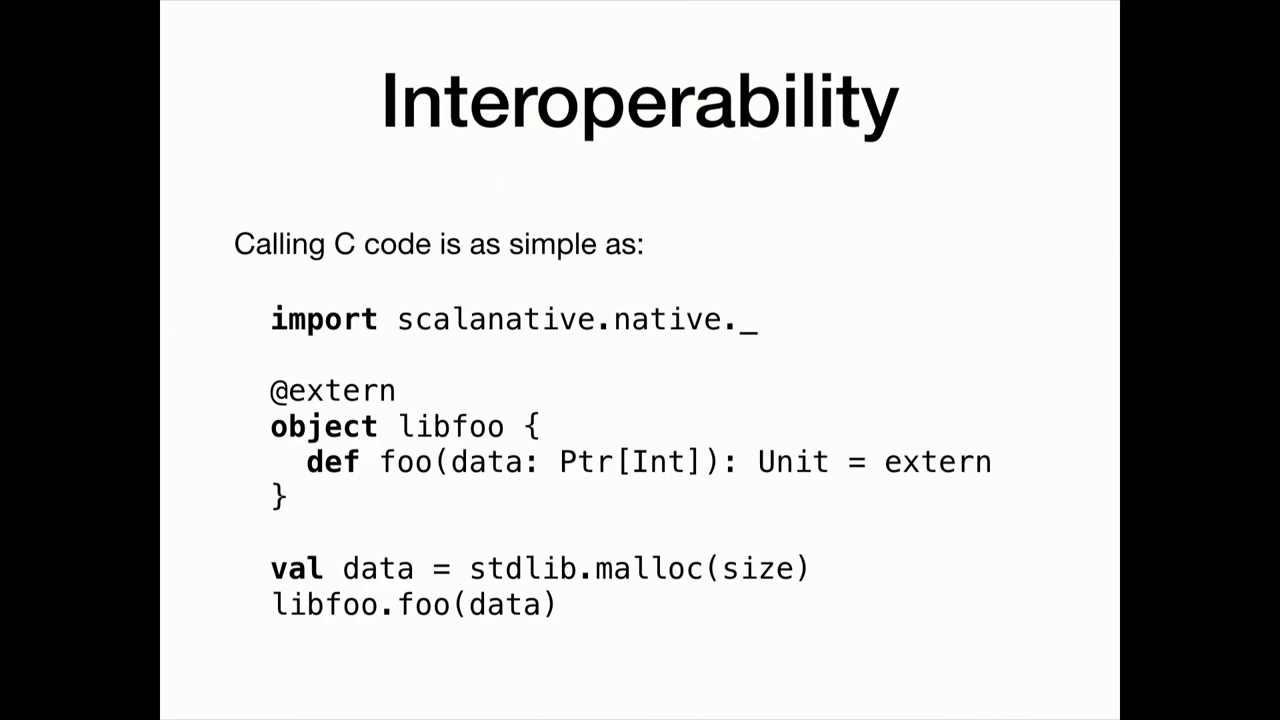 Interoperability
Calling C code is as simple as:
import scalanative.native._
@extern
object libfoo {
  def foo(data: Ptr[Int]): Unit = extern
}
val data = stdlib.malloc(size)
libfoo.foo(data)